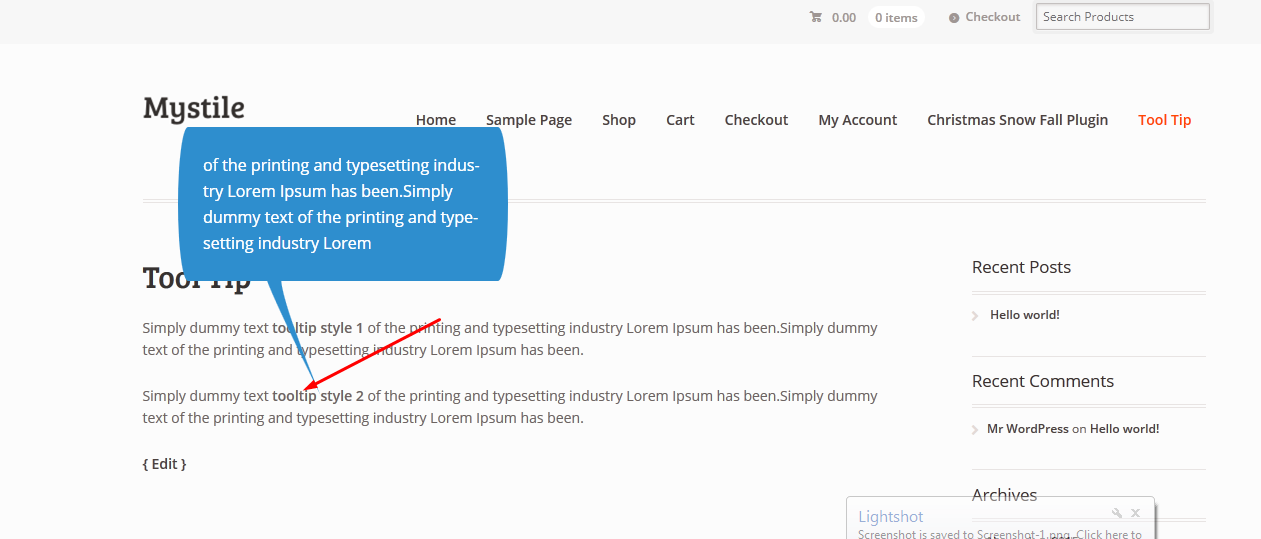 0.00 0 items Checkout Search Products
Mystile
Home Sample Page Shop Cart Checkout My Account Christmas Snow Fall Plugin Tool Tip
of the printing and typesetting indus-
try Lorem Ipsum has been.Simply
dummy text of the printing and type-
setting industry Lorem
Tool Tip
Simply dummy text tooltip style 1 of the printing and typesetting industry Lorem Ipsum has been.Simply dummy
text of the printing and typesetting industry Lorem Ipsum has been.
Simply dummy text tooltip style 2 of the printing and typesetting industry Lorem Ipsum has been.Simply dummy
text of the printing and typesetting industry Lorem Ipsum has been.
{ Edit }
Recent Posts
Hello world!
Recent Comments
Mr WordPress on Hello world!
Archives
Lightshot
Screenshot is saved to Screenshot-1.png. Click here to